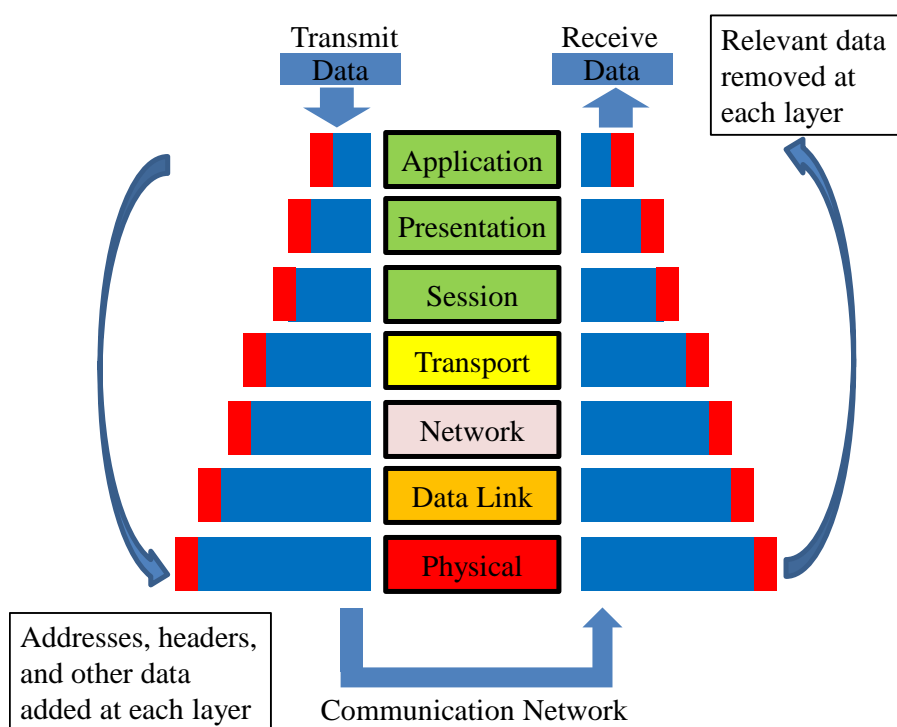 Transmit
Data
Receive
Data
Relevant data
removed at
each layer
Application
Presentation
Session
Transport
Network
Data Link
Physical
Addresses, headers,
and other data
added at each layer
Communication Network